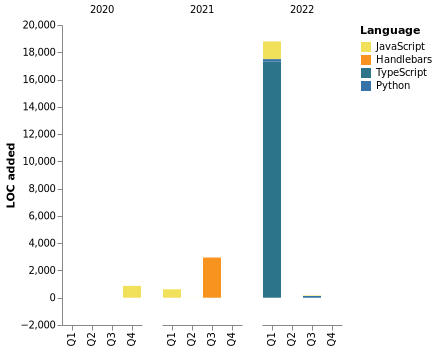 2020 2021 2022
Language
JavaScript
Handlebars
TypeScript
Python
LOC added
20,000
18,000
16,000
14,000
12,000
10,000
8,000
6,000
4,000
2,000
0
−2,000
Q1 Q2 Q3 Q4 Q1 Q2 Q3 Q4 Q1 Q2 Q3 Q4